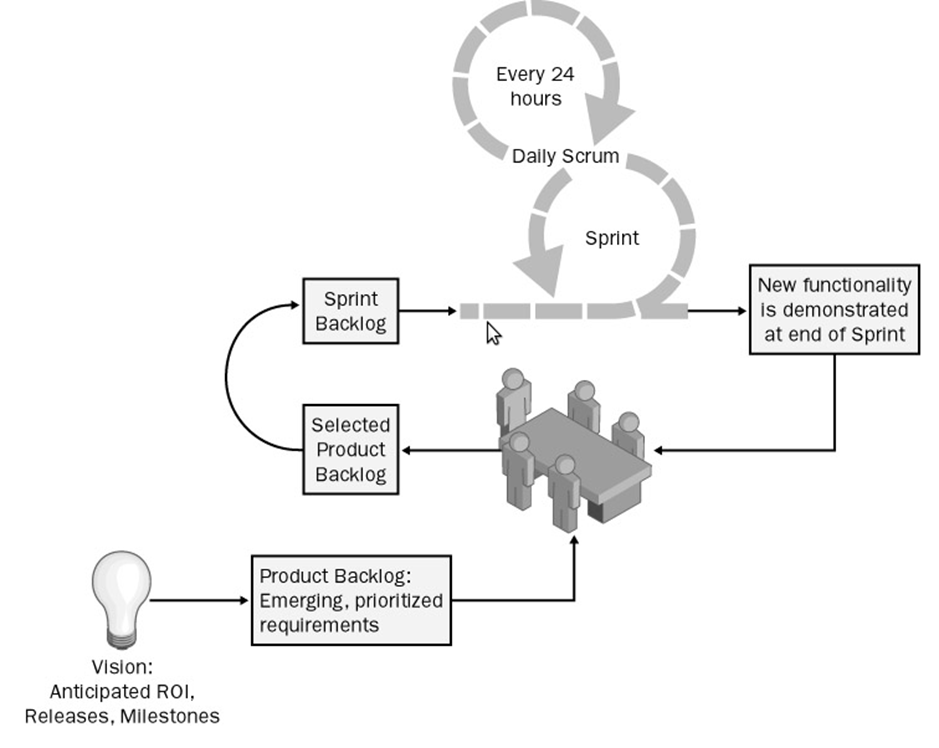 Every 24
hours
Daily Scrum
Sprint
Sprint
Backlog
New functionality
is demonstrated
at end of Sprint
Selected
Product
Backlog
Product Backlog:
Emerging, prioritized
requirements
Vision:
Anticipated ROI,
Releases, Milestones